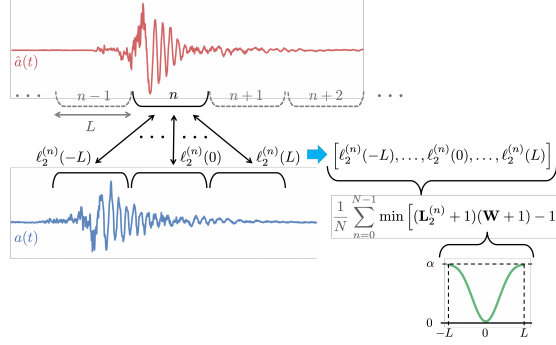 â(t)
· · · n − 1 n n + 1 n + 2 · · ·
L
· · · · · ·
ℓ₂⁽ⁿ⁾(−L) ℓ₂⁽ⁿ⁾(0) ℓ₂⁽ⁿ⁾(L)
[ℓ₂⁽ⁿ⁾(−L), . . . , ℓ₂⁽ⁿ⁾(0), . . . , ℓ₂⁽ⁿ⁾(L)]
a(t)
1/N ∑_{n=0}^{N−1} min [(L₂⁽ⁿ⁾ + 1)(W + 1) − 1
α
0
−L 0 L